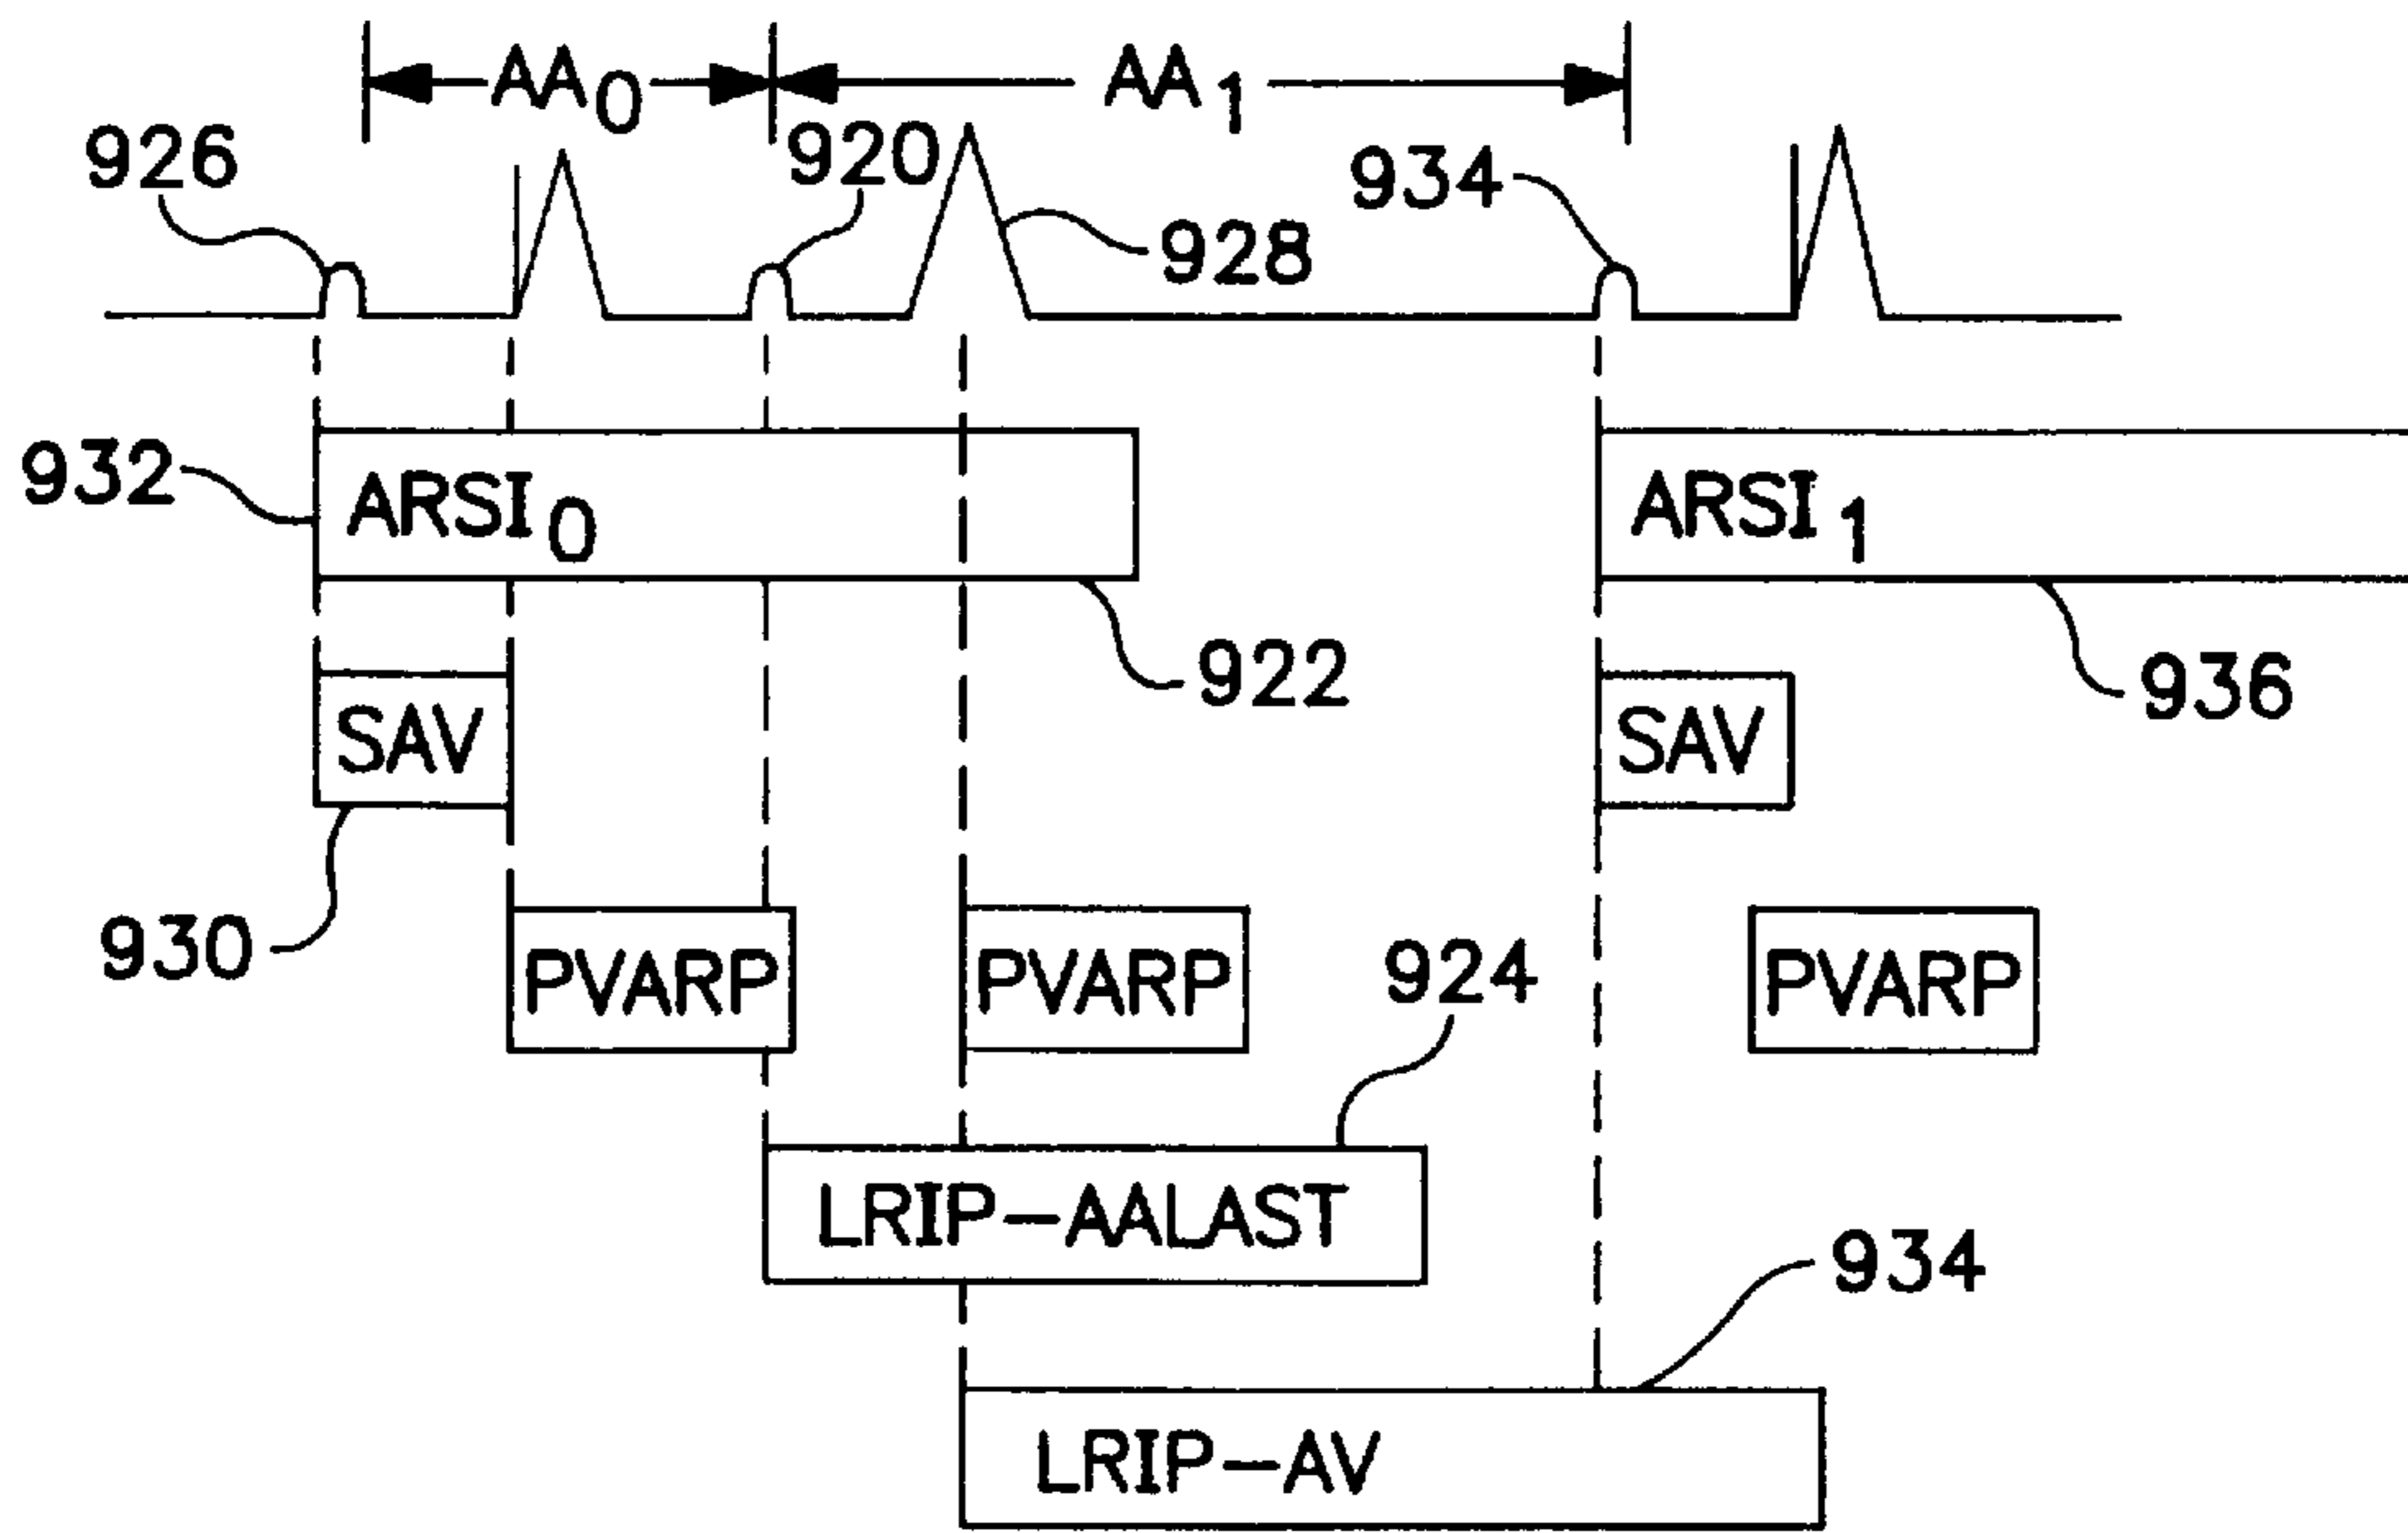 AA0 AA1
926 920 934
928
932 ARSI0 ARSI1
922 936
SAV SAV
930 PVARP PVARP 924 PVARP
LRIP-AALAST
934
LRIP-AV